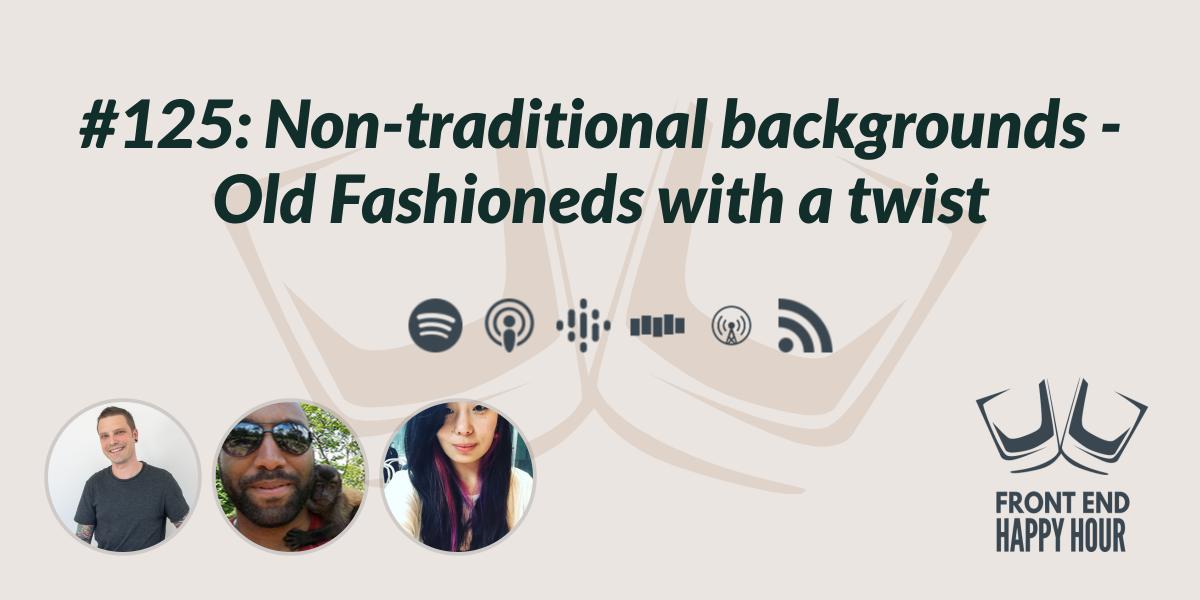 #125: Non-traditional backgrounds -
Old Fashioneds with a twist
FRONT END
HAPPY HOUR